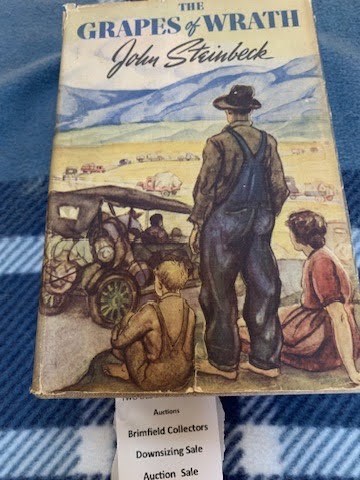 THE
GRAPES of WRATH
John Steinbeck
Auctions
Brimfield Collectors
Downsizing Sale
Auction Sale